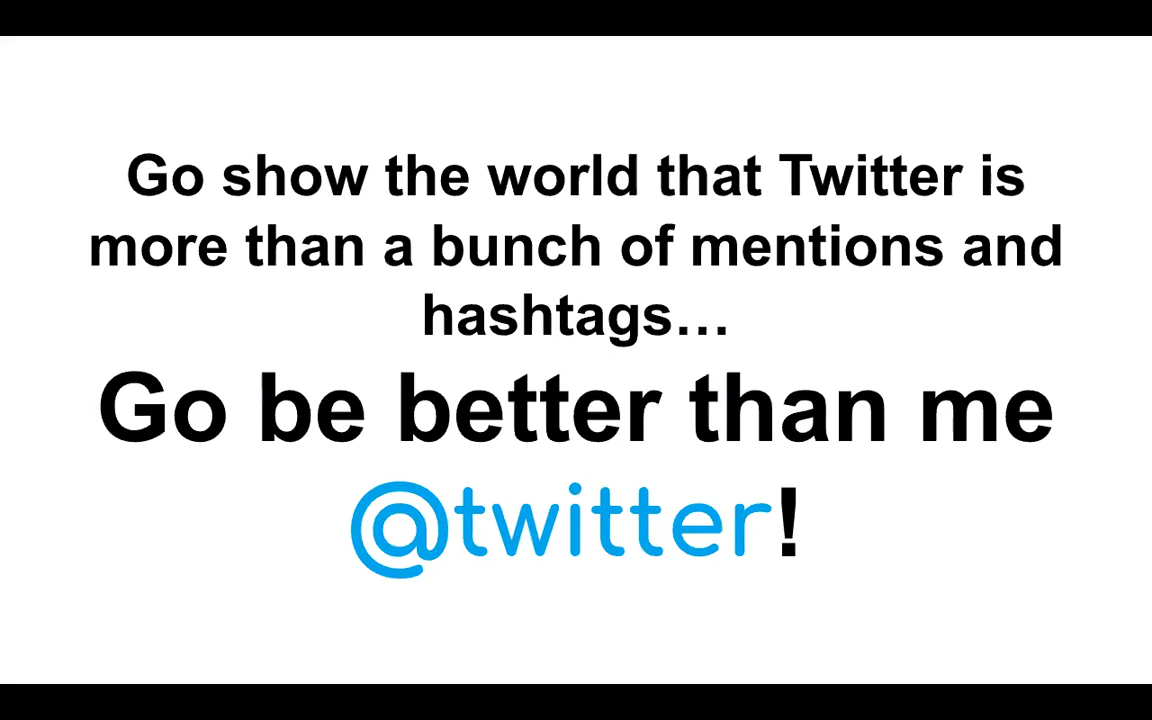 Go show the world that Twitter is
more than a bunch of mentions and
hashtags…
Go be better than me
@twitter!